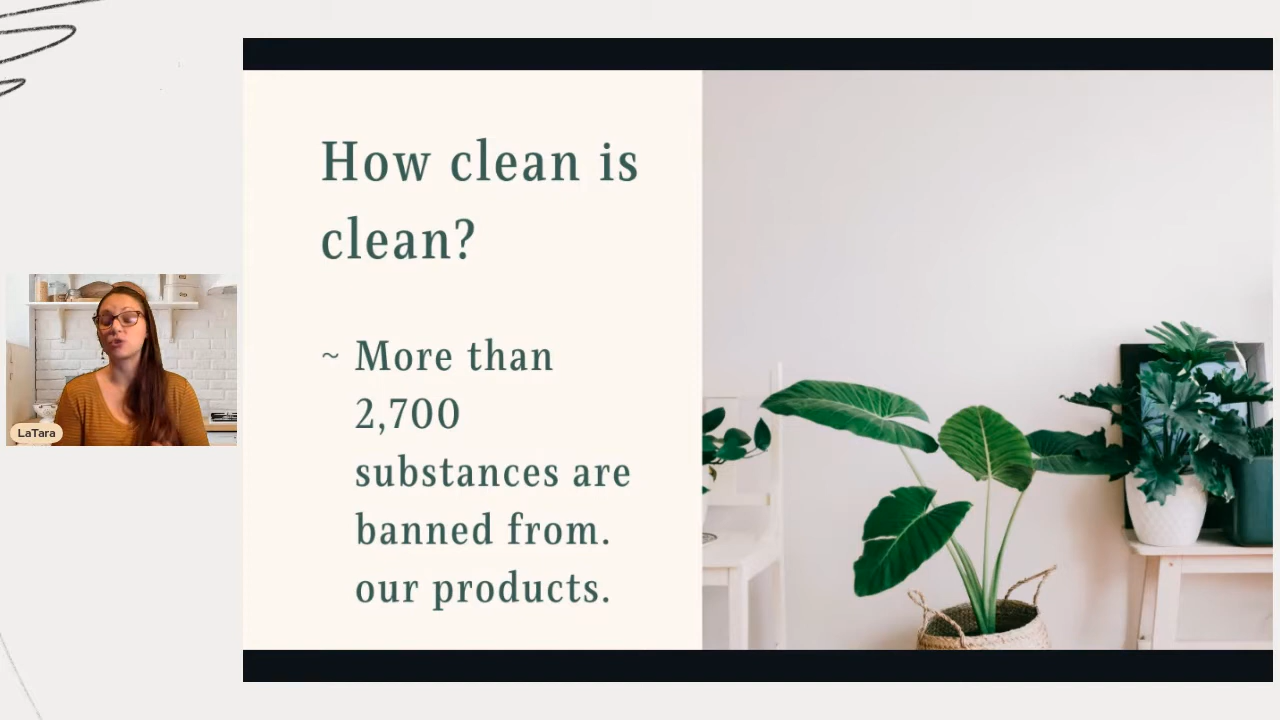 How clean is
clean?
~ More than
2,700
substances are
banned from.
our products.
LaTara